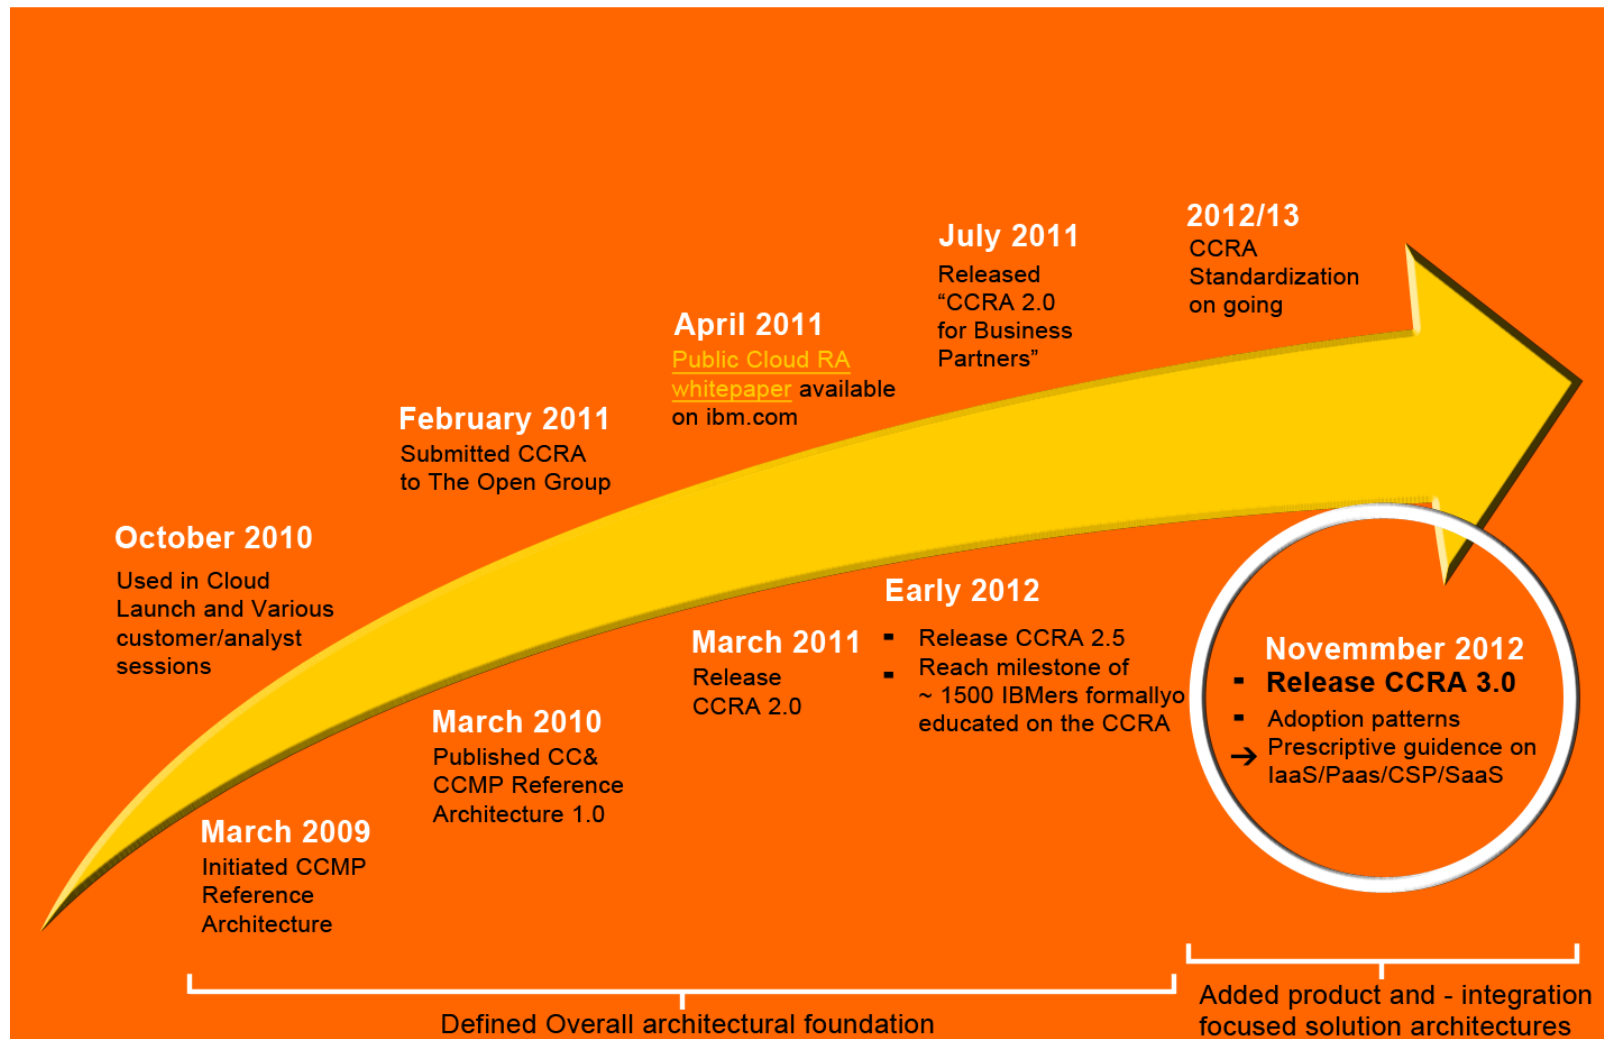 2012/13
CCRA
Standardization
on going
July 2011
Released
“CCRA 2.0
for Business
Partners”
April 2011
Public Cloud RA
whitepaper available
on ibm.com
February 2011
Submitted CCRA
to The Open Group
October 2010
Used in Cloud
Launch and Various
customer/analyst
sessions
Early 2012
▪ Release CCRA 2.5
▪ Reach milestone of
~ 1500 IBMers formallyo
educated on the CCRA
March 2011
Release
CCRA 2.0
Novemmber 2012
▪ Release CCRA 3.0
▪ Adoption patterns
➔ Prescriptive guidence on
IaaS/Paas/CSP/SaaS
March 2010
Published CC&
CCMP Reference
Architecture 1.0
March 2009
Initiated CCMP
Reference
Architecture
Defined Overall architectural foundation
Added product and - integration
focused solution architectures